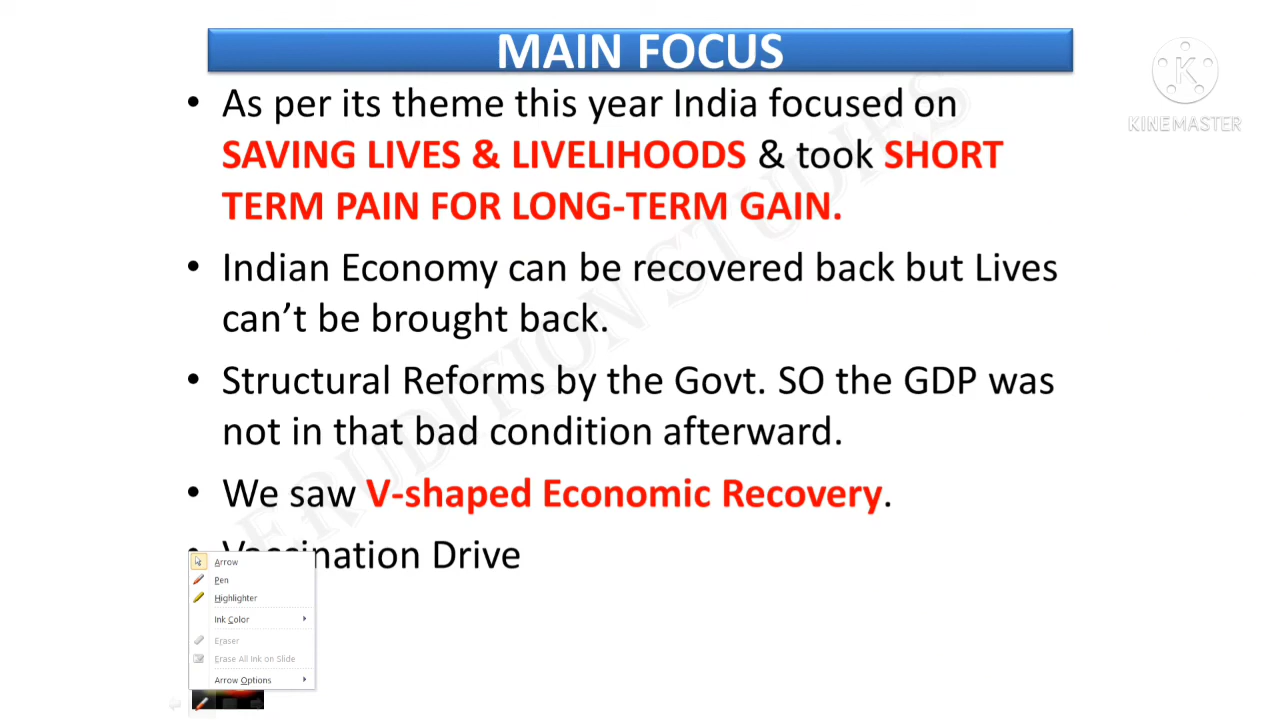 MAIN FOCUS
KINEMASTER
• As per its theme this year India focused on
SAVING LIVES & LIVELIHOODS & took SHORT
TERM PAIN FOR LONG-TERM GAIN.
• Indian Economy can be recovered back but Lives
can’t be brought back.
• Structural Reforms by the Govt. SO the GDP was
not in that bad condition afterward.
• We saw V-shaped Economic Recovery.
• Vaccination Drive
ERUDITION STUDIES
Arrow
Pen
Highlighter
Ink Color
Eraser
Erase All Ink on Slide
Arrow Options